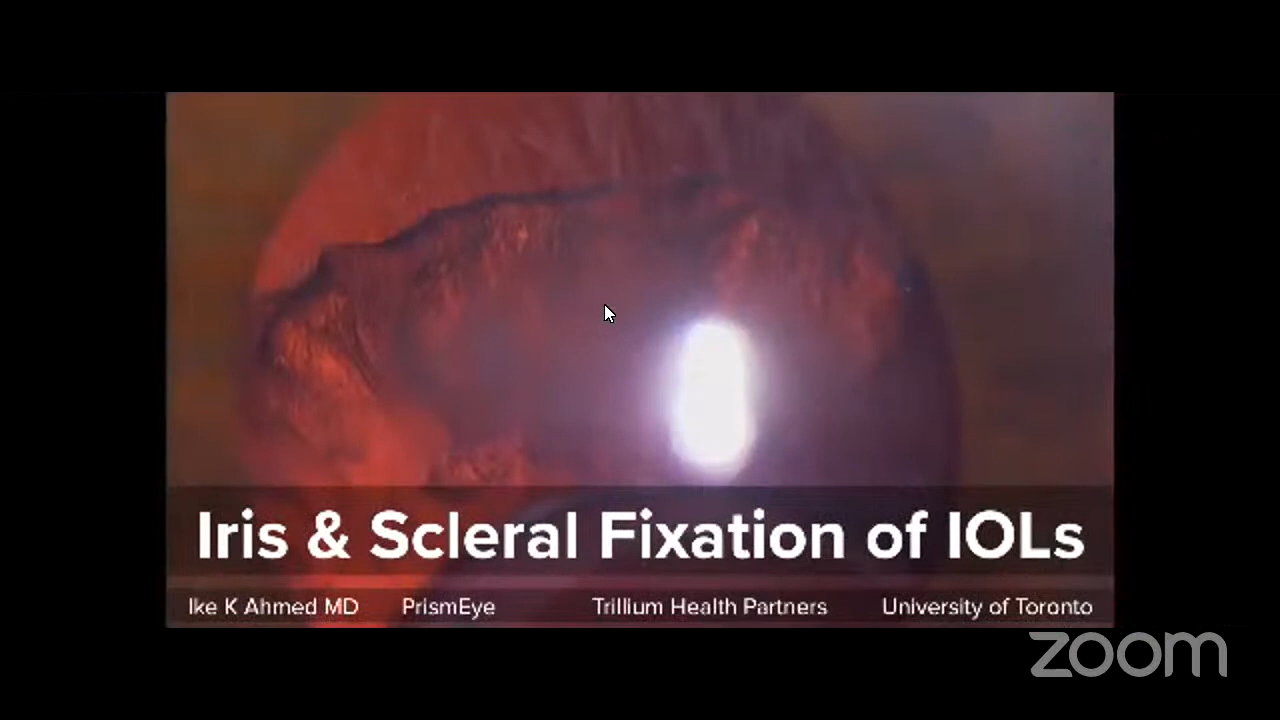 Iris & Scleral Fixation of IOLs
Ike K Ahmed MD PrismEye Trillium Health Partners University of Toronto
zoom